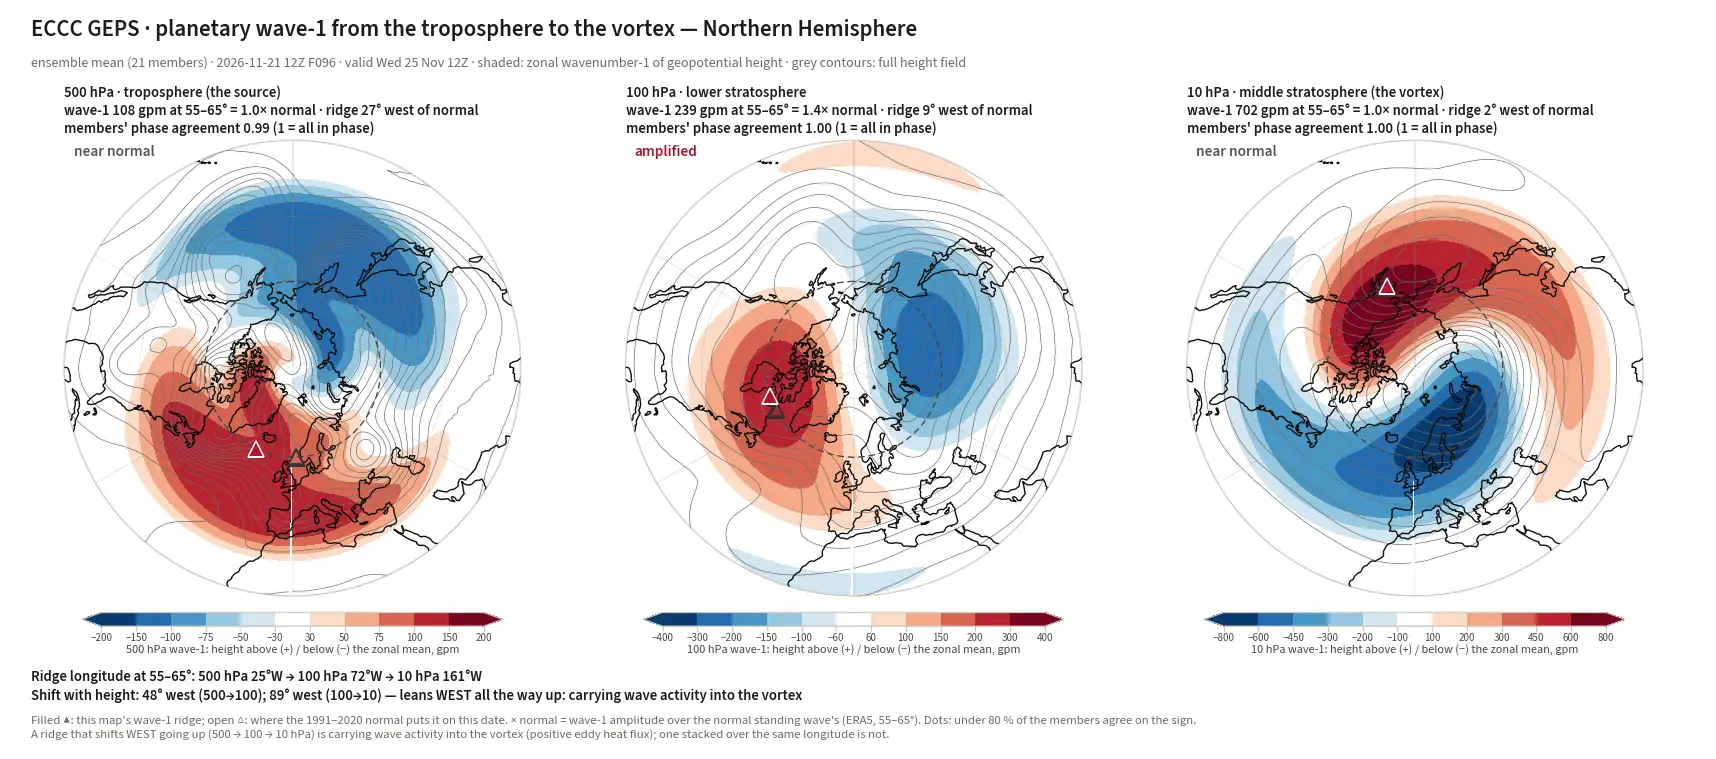 ECCC GEPS · planetary wave-1 from the troposphere to the vortex — Northern Hemisphere
ensemble mean (21 members) · 2026-11-21 12Z F096 · valid Wed 25 Nov 12Z · shaded: zonal wavenumber-1 of geopotential height · grey contours: full height field
500 hPa · troposphere (the source)
wave-1 108 gpm at 55–65° = 1.0× normal · ridge 27° west of normal
members' phase agreement 0.99 (1 = all in phase)
near normal
100 hPa · lower stratosphere
wave-1 239 gpm at 55–65° = 1.4× normal · ridge 9° west of normal
members' phase agreement 1.00 (1 = all in phase)
amplified
10 hPa · middle stratosphere (the vortex)
wave-1 702 gpm at 55–65° = 1.0× normal · ridge 2° west of normal
members' phase agreement 1.00 (1 = all in phase)
near normal
−200 −150 −100 −75 −50 −30 30 50 75 100 150 200
500 hPa wave-1: height above (+) / below (−) the zonal mean, gpm
−400 −300 −200 −150 −100 −60 60 100 150 200 300 400
100 hPa wave-1: height above (+) / below (−) the zonal mean, gpm
−800 −600 −450 −300 −200 −100 100 200 300 450 600 800
10 hPa wave-1: height above (+) / below (−) the zonal mean, gpm
Ridge longitude at 55–65°: 500 hPa 25°W → 100 hPa 72°W → 10 hPa 161°W
Shift with height: 48° west (500→100); 89° west (100→10) — leans WEST all the way up: carrying wave activity into the vortex
Filled ▲: this map's wave-1 ridge; open △: where the 1991–2020 normal puts it on this date. × normal = wave-1 amplitude over the normal standing wave's (ERA5, 55–65°). Dots: under 80 % of the members agree on the sign.
A ridge that shifts WEST going up (500 → 100 → 10 hPa) is carrying wave activity into the vortex (positive eddy heat flux); one stacked over the same longitude is not.